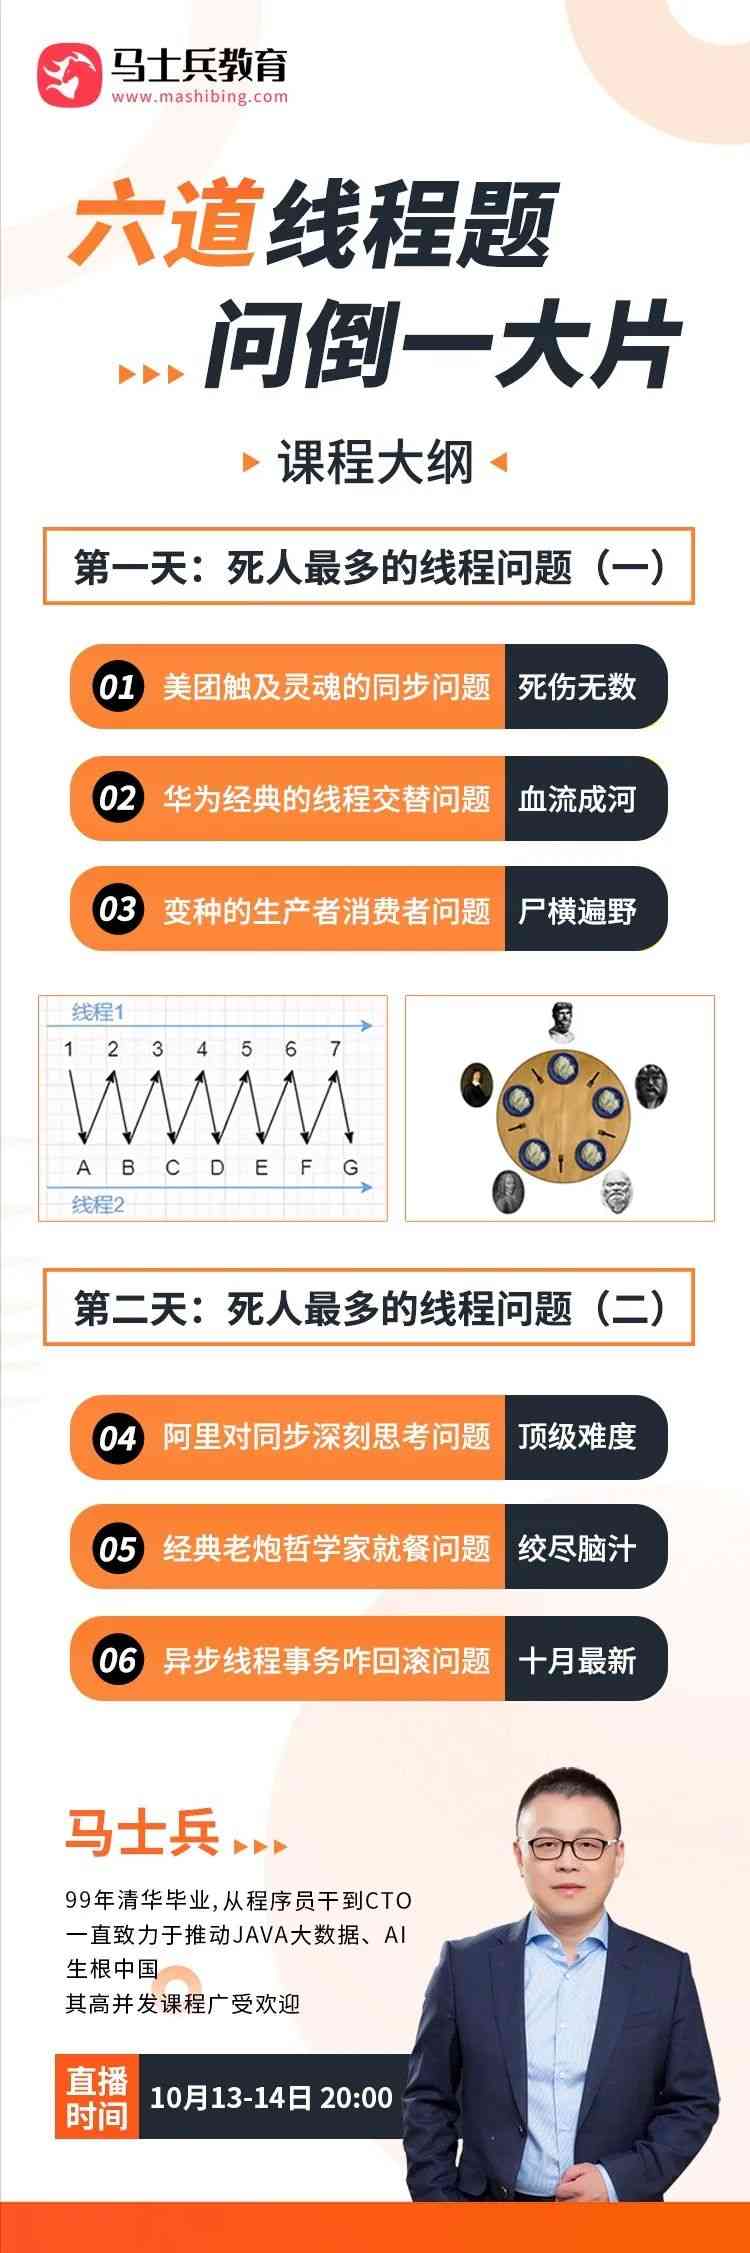 马士兵教育
www.mashibing.com
六道线程题
问倒一大片
课程大纲
第一天：死人最多的线程问题（一）
01 美团触及灵魂的同步问题 死伤无数
02 华为经典的线程交替问题 血流成河
03 变种的生产者消费者问题 尸横遍野
线程1
1 2 3 4 5 6 7
A B C D E F G
线程2
第二天：死人最多的线程问题（二）
04 阿里对同步深刻思考问题 顶级难度
05 经典老炮哲学家就餐问题 绞尽脑汁
06 异步线程事务咋回滚问题 十月最新
马士兵
99年清华毕业,从程序员干到CTO
一直致力于推动JAVA大数据、AI
生根中国
其高并发课程广受欢迎
直播
时间
10月13-14日 20:00